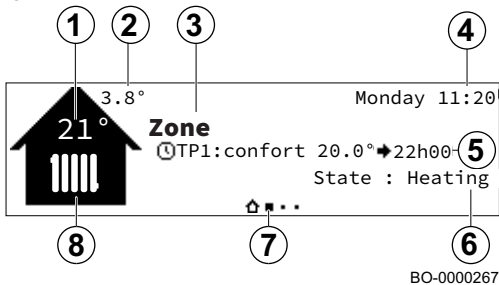 1 2 3 4
3.8° Monday 11:20
21° Zone
TP1:confort 20.0°➔22h00 5
State : Heating
8 7 6
BO-0000267